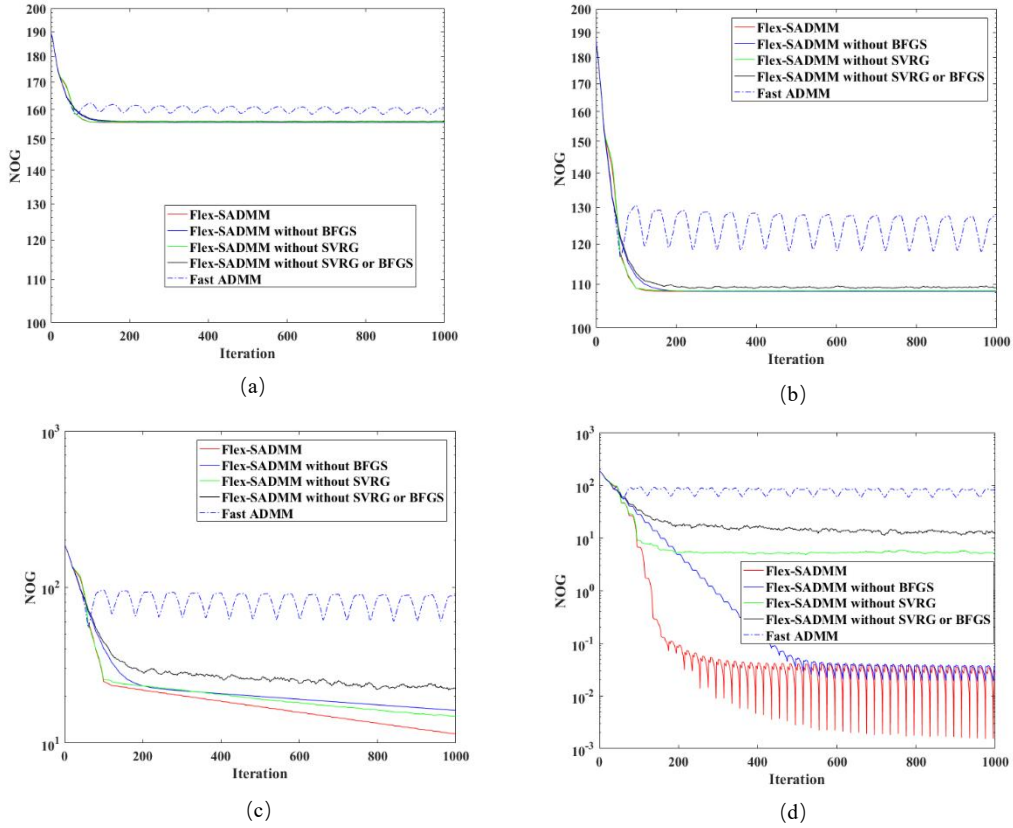 200
190
180
170
160
150
140
130
120
110
100
NOG
0
200
400
600
800
1000
Iteration
Flex-SADMM
Flex-SADMM without BFGS
Flex-SADMM without SVRG
Flex-SADMM without SVRG or BFGS
Fast ADMM
(a)
200
190
180
170
160
150
140
130
120
110
100
NOG
0
200
400
600
800
1000
Iteration
Flex-SADMM
Flex-SADMM without BFGS
Flex-SADMM without SVRG
Flex-SADMM without SVRG or BFGS
Fast ADMM
(b)
10³
10²
10¹
NOG
0
200
400
600
800
1000
Iteration
Flex-SADMM
Flex-SADMM without BFGS
Flex-SADMM without SVRG
Flex-SADMM without SVRG or BFGS
Fast ADMM
(c)
10³
10²
10¹
10⁰
10⁻¹
10⁻²
10⁻³
NOG
0
200
400
600
800
1000
Iteration
Flex-SADMM
Flex-SADMM without BFGS
Flex-SADMM without SVRG
Flex-SADMM without SVRG or BFGS
Fast ADMM
(d)